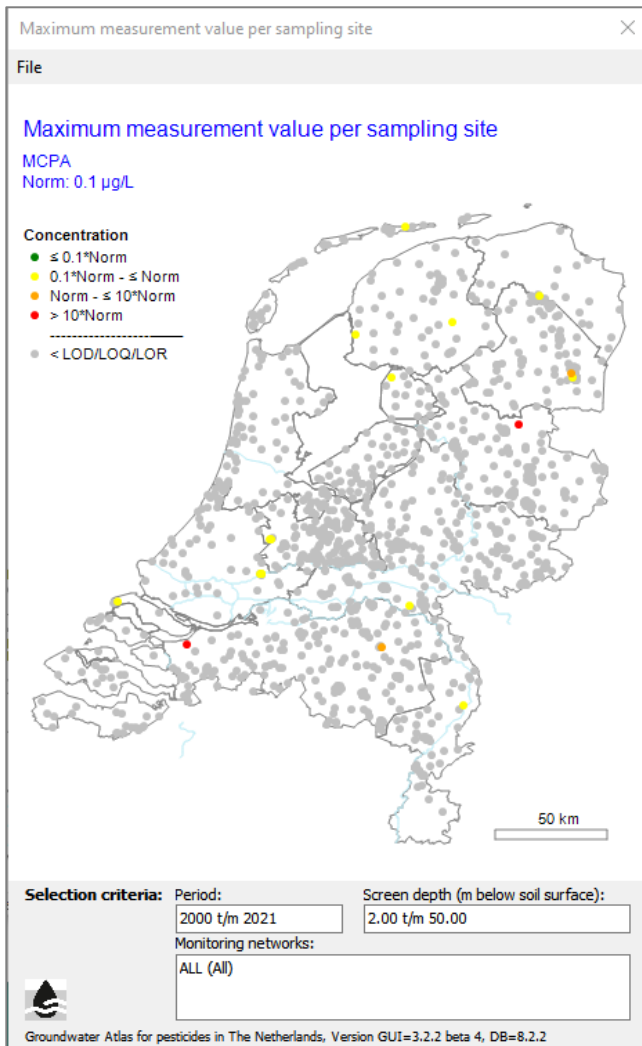 Maximum measurement value per sampling site
File
Maximum measurement value per sampling site
MCPA
Norm: 0.1 µg/L
Concentration
≤ 0.1*Norm
0.1*Norm - ≤ Norm
Norm - ≤ 10*Norm
> 10*Norm
----------------------
< LOD/LOQ/LOR
50 km
Selection criteria: Period: Screen depth (m below soil surface):
2000 t/m 2021 2.00 t/m 50.00
Monitoring networks:
ALL (All)
Groundwater Atlas for pesticides in The Netherlands, Version GUI=3.2.2 beta 4, DB=8.2.2